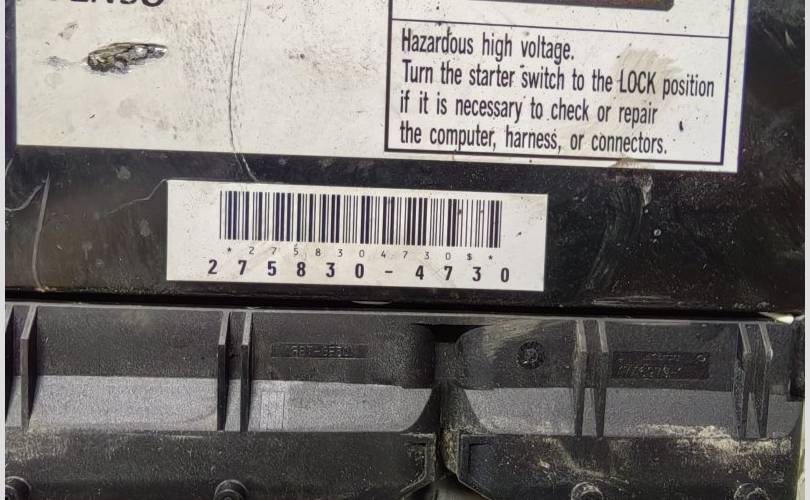 Hazardous high voltage.
Turn the starter switch to the LOCK position
if it is necessary to check or repair
the computer, harness, or connectors.
*2758304730$*
275830-4730